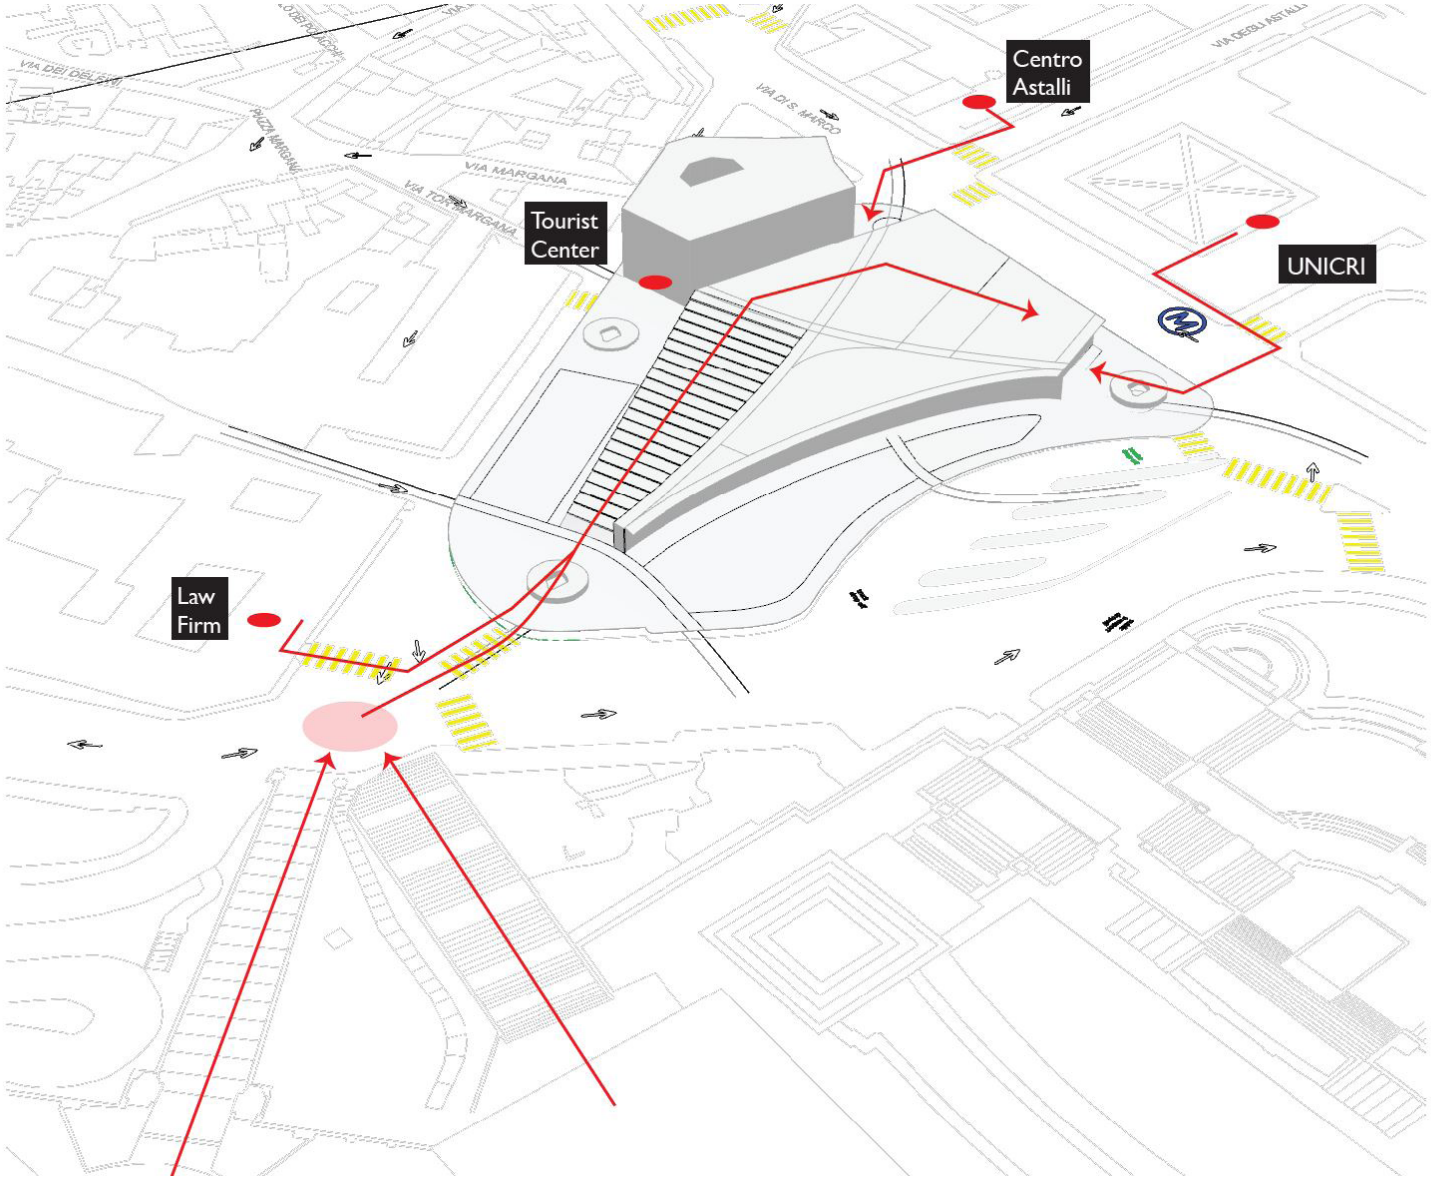 VIA DEI DELFINI
PIAZZA MARGANA
VIA MARGANA
VIA TOR MARGANA
VIA DI S. MARCO
VIA DEGLI ASTALLI
Centro
Astalli
Tourist
Center
UNICRI
M
Law
Firm